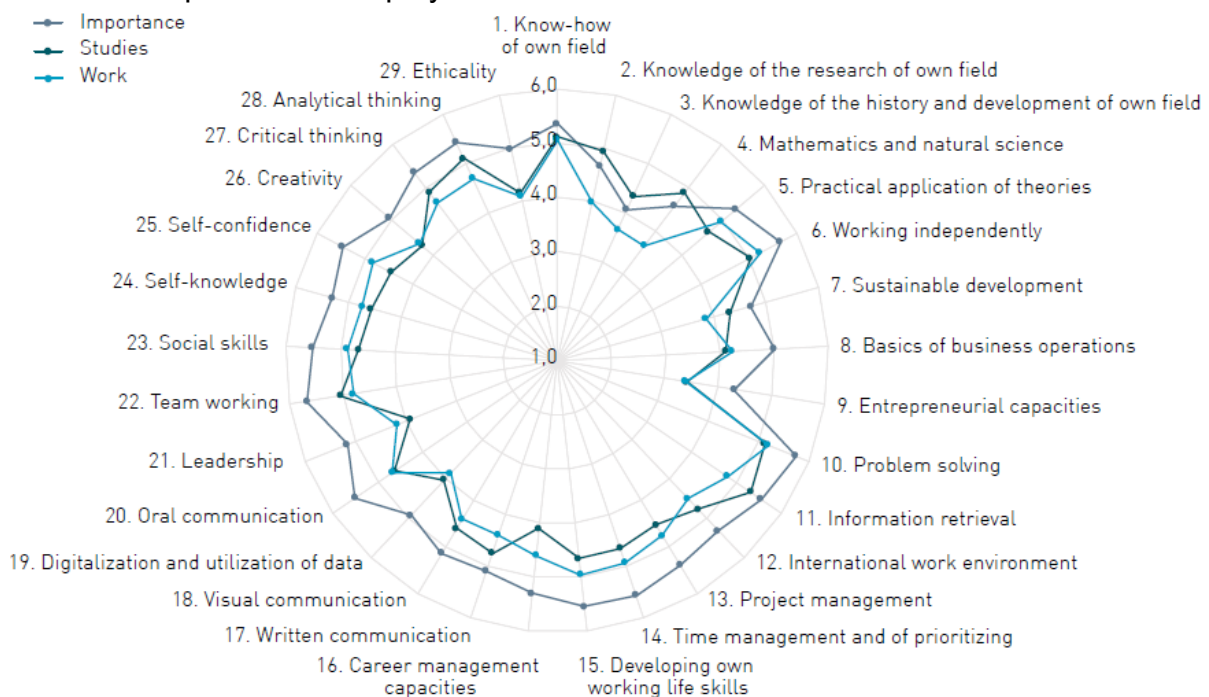 Importance
Studies
Work
1. Know-how
of own field
2. Knowledge of the research of own field
3. Knowledge of the history and development of own field
4. Mathematics and natural science
5. Practical application of theories
6. Working independently
7. Sustainable development
8. Basics of business operations
9. Entrepreneurial capacities
10. Problem solving
11. Information retrieval
12. International work environment
13. Project management
14. Time management and of prioritizing
15. Developing own
working life skills
16. Career management
capacities
17. Written communication
18. Visual communication
19. Digitalization and utilization of data
20. Oral communication
21. Leadership
22. Team working
23. Social skills
24. Self-knowledge
25. Self-confidence
26. Creativity
27. Critical thinking
28. Analytical thinking
29. Ethicality
6,0
5,0
4,0
3,0
2,0
1,0